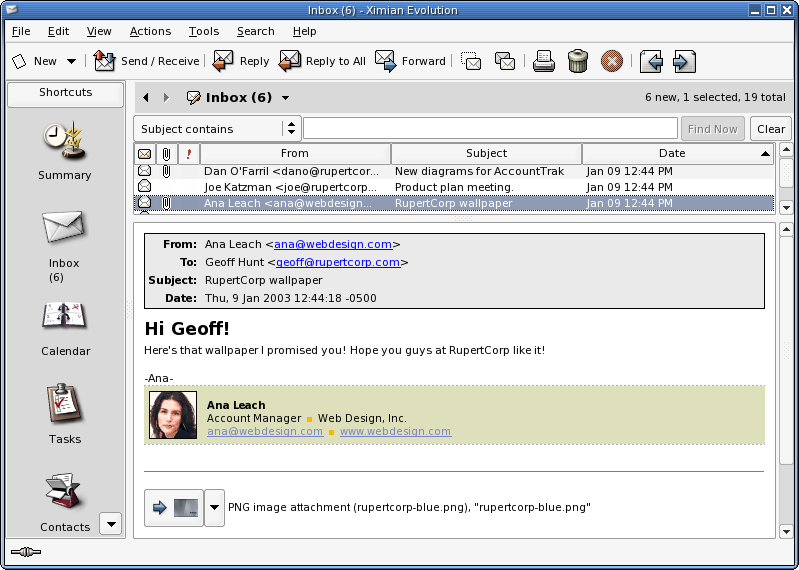 Inbox (6) - Ximian Evolution
File Edit View Actions Tools Search Help
New Send / Receive Reply Reply to All Forward
Shortcuts
Inbox (6) 6 new, 1 selected, 19 total
Subject contains Find Now Clear
! From Subject Date
Dan O'Farril <dano@rupertcor... New diagrams for AccountTrak Jan 09 12:44 PM
Joe Katzman <joe@rupertcorp... Product plan meeting. Jan 09 12:44 PM
Ana Leach <ana@webdesign... RupertCorp wallpaper Jan 09 12:44 PM
Summary
Inbox
(6)
Calendar
Tasks
Contacts
From: Ana Leach <ana@webdesign.com>
To: Geoff Hunt <geoff@rupertcorp.com>
Subject: RupertCorp wallpaper
Date: Thu, 9 Jan 2003 12:44:18 -0500
Hi Geoff!
Here's that wallpaper I promised you! Hope you guys at RupertCorp like it!
-Ana-
Ana Leach
Account Manager Web Design, Inc.
ana@webdesign.com www.webdesign.com
PNG image attachment (rupertcorp-blue.png), "rupertcorp-blue.png"